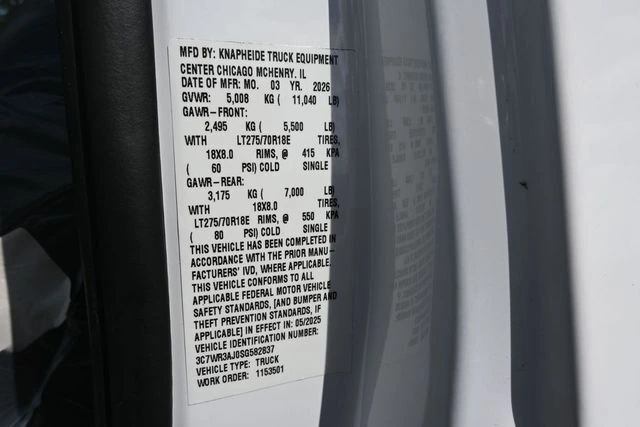 MFD BY: KNAPHEIDE TRUCK EQUIPMENT
CENTER CHICAGO MCHENRY, IL
DATE OF MFR: MO. 03 YR. 2026
GVWR: 5,008 KG ( 11,040 LB)
GAWR-FRONT:
2,495 KG ( 5,500 LB)
WITH LT275/70R18E TIRES,
18X8.0 RIMS, @ 415 KPA
( 60 PSI) COLD SINGLE
GAWR-REAR:
3,175 KG ( 7,000 LB)
WITH 18X8.0 TIRES,
LT275/70R18E RIMS, @ 550 KPA
( 80 PSI) COLD SINGLE
THIS VEHICLE HAS BEEN COMPLETED IN
ACCORDANCE WITH THE PRIOR MANU-
FACTURERS' IVD, WHERE APPLICABLE.
THIS VEHICLE CONFORMS TO ALL
APPLICABLE FEDERAL MOTOR VEHICLE
SAFETY STANDARDS, [AND BUMPER AND
THEFT PREVENTION STANDARDS, IF
APPLICABLE] IN EFFECT IN: 05/2025
VEHICLE IDENTIFICATION NUMBER:
3C7WR3AJ0SG582837
VEHICLE TYPE: TRUCK
WORK ORDER: 1153501